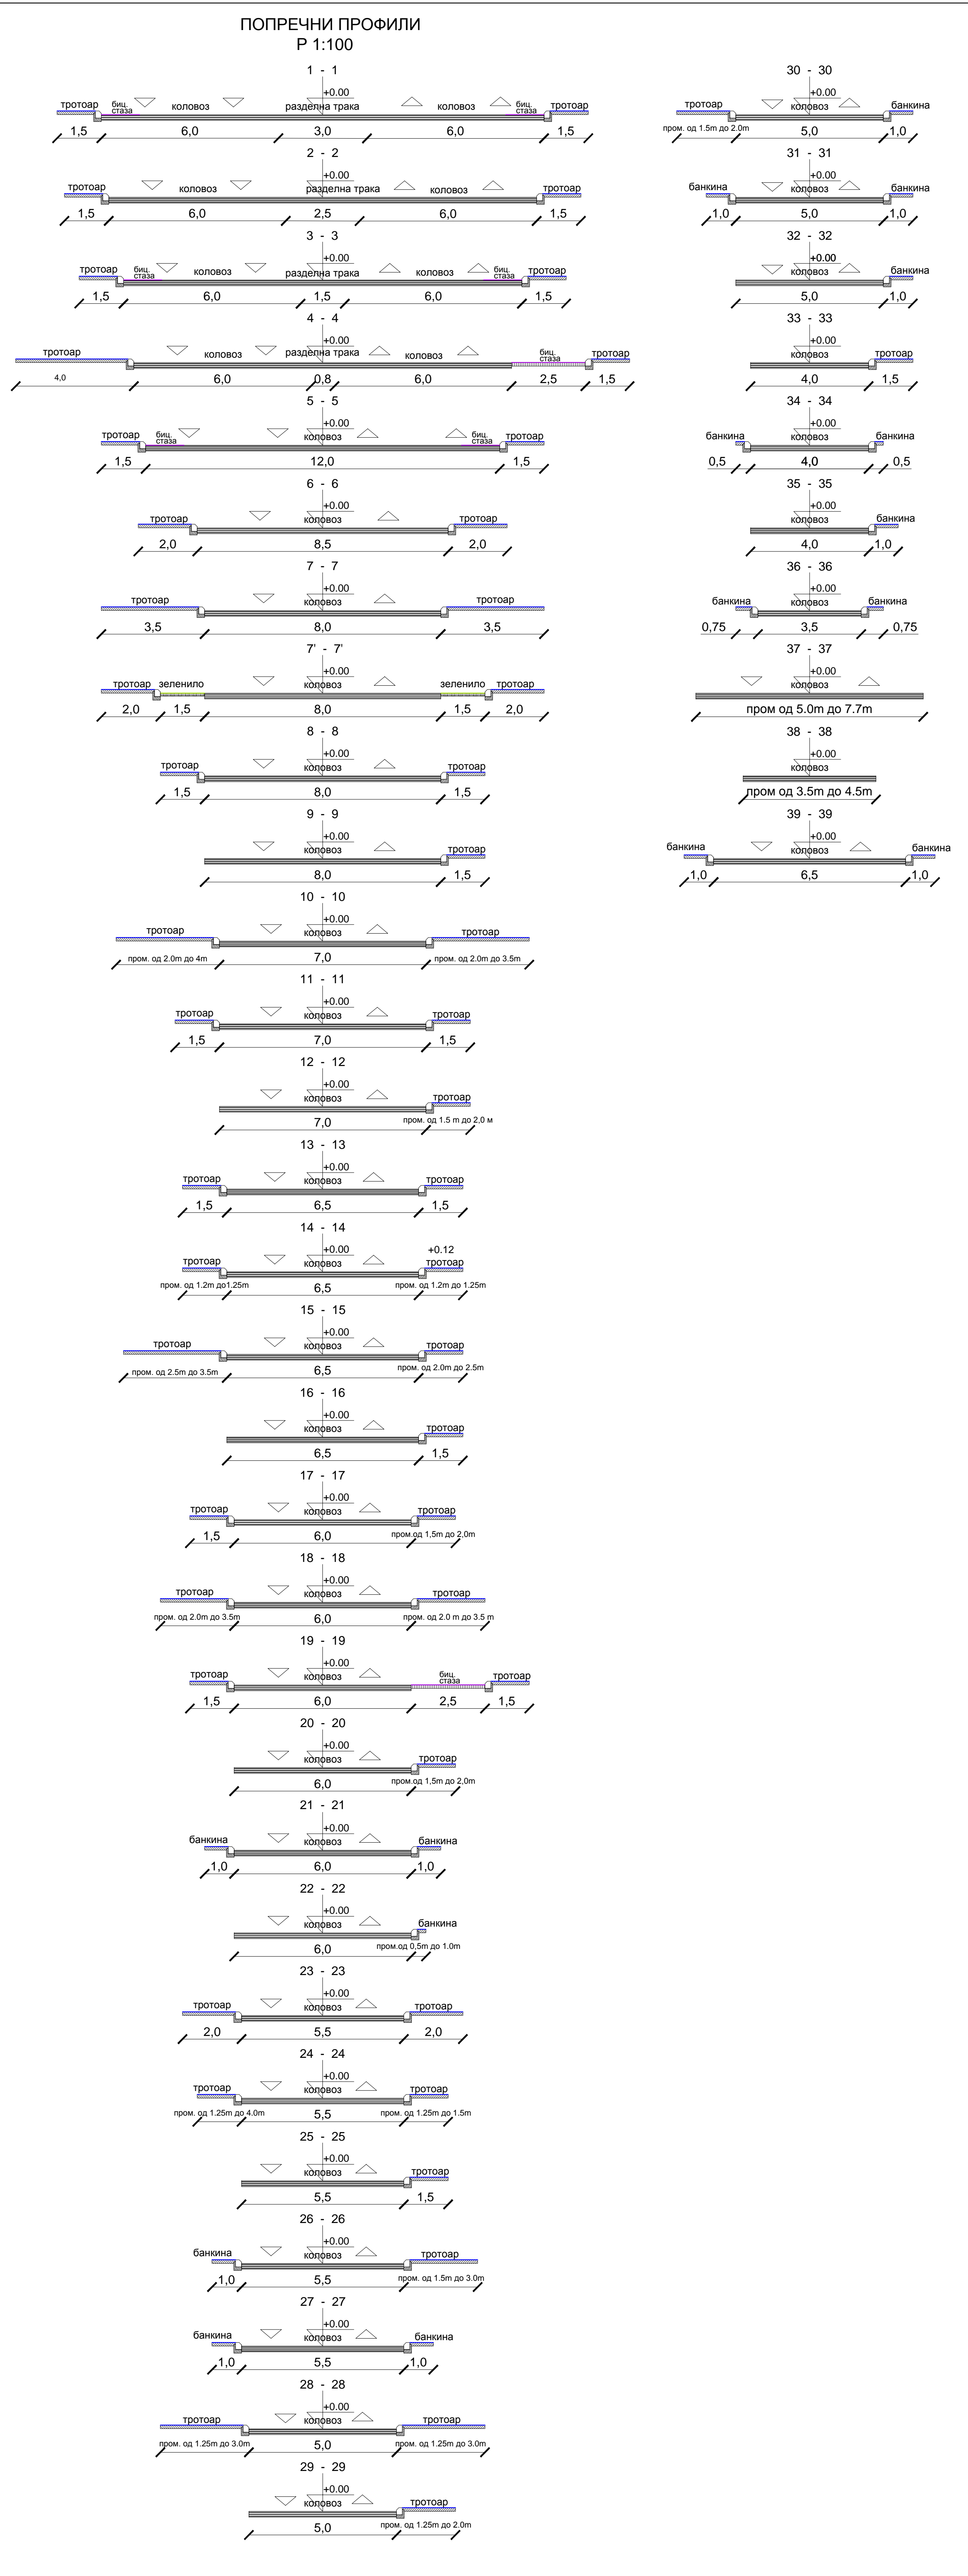 ПОПРЕЧНИ ПРОФИЛИ
Р 1:100
1 - 1
+0.00
тротоар биц. стаза коловоз разделна трака коловоз биц. стаза тротоар
1,5 6,0 3,0 6,0 1,5
2 - 2
+0.00
тротоар коловоз разделна трака коловоз тротоар
1,5 6,0 2,5 6,0 1,5
3 - 3
+0.00
тротоар биц. стаза коловоз разделна трака коловоз биц. стаза тротоар
1,5 6,0 1,5 6,0 1,5
4 - 4
+0.00
тротоар коловоз разделна трака коловоз биц. стаза тротоар
4,0 6,0 0,8 6,0 2,5 1,5
5 - 5
+0.00
тротоар биц. стаза коловоз биц. стаза тротоар
1,5 12,0 1,5
6 - 6
+0.00
тротоар коловоз тротоар
2,0 8,5 2,0
7 - 7
+0.00
тротоар коловоз тротоар
3,5 8,0 3,5
7' - 7'
+0.00
тротоар зеленило коловоз зеленило тротоар
2,0 1,5 8,0 1,5 2,0
8 - 8
+0.00
тротоар коловоз тротоар
1,5 8,0 1,5
9 - 9
+0.00
коловоз тротоар
8,0 1,5
10 - 10
+0.00
тротоар коловоз тротоар
пром. од 2.0m до 4m 7,0 пром. од 2.0m до 3.5m
11 - 11
+0.00
тротоар коловоз тротоар
1,5 7,0 1,5
12 - 12
+0.00
коловоз тротоар
7,0 пром. од 1.5 m до 2,0 м
13 - 13
+0.00
тротоар коловоз тротоар
1,5 6,5 1,5
14 - 14
+0.00 +0.12
тротоар коловоз тротоар
пром. од 1.2m до1.25m 6,5 пром. од 1.2m до 1.25m
15 - 15
+0.00
тротоар коловоз тротоар
пром. од 2.5m до 3.5m 6,5 пром. од 2.0m до 2.5m
16 - 16
+0.00
коловоз тротоар
6,5 1,5
17 - 17
+0.00
тротоар коловоз тротоар
1,5 6,0 пром.од 1,5m до 2,0m
18 - 18
+0.00
тротоар коловоз тротоар
пром. од 2.0m до 3.5m 6,0 пром. од 2.0 m до 3.5 m
19 - 19
+0.00
тротоар коловоз биц. стаза тротоар
1,5 6,0 2,5 1,5
20 - 20
+0.00
коловоз тротоар
6,0 пром.од 1,5m до 2,0m
21 - 21
+0.00
банкина коловоз банкина
1,0 6,0 1,0
22 - 22
+0.00
коловоз банкина
6,0 пром.од 0,5m до 1.0m
23 - 23
+0.00
тротоар коловоз тротоар
2,0 5,5 2,0
24 - 24
+0.00
тротоар коловоз тротоар
пром. од 1.25m до 4.0m 5,5 пром. од 1.25m до 1.5m
25 - 25
+0.00
коловоз тротоар
5,5 1,5
26 - 26
+0.00
банкина коловоз тротоар
1,0 5,5 пром. од 1.5m до 3.0m
27 - 27
+0.00
банкина коловоз банкина
1,0 5,5 1,0
28 - 28
+0.00
тротоар коловоз тротоар
пром. од 1.25m до 3.0m 5,0 пром. од 1.25m до 3.0m
29 - 29
+0.00
коловоз тротоар
5,0 пром. од 1.25m до 2.0m
30 - 30
+0.00
тротоар коловоз банкина
пром. од 1.5m до 2.0m 5,0 1,0
31 - 31
+0.00
банкина коловоз банкина
1,0 5,0 1,0
32 - 32
+0.00
коловоз банкина
5,0 1,0
33 - 33
+0.00
коловоз тротоар
4,0 1,5
34 - 34
+0.00
банкина коловоз банкина
0,5 4,0 0,5
35 - 35
+0.00
коловоз банкина
4,0 1,0
36 - 36
+0.00
банкина коловоз банкина
0,75 3,5 0,75
37 - 37
+0.00
коловоз
пром од 5.0m до 7.7m
38 - 38
+0.00
коловоз
пром од 3.5m до 4.5m
39 - 39
+0.00
банкина коловоз банкина
1,0 6,5 1,0